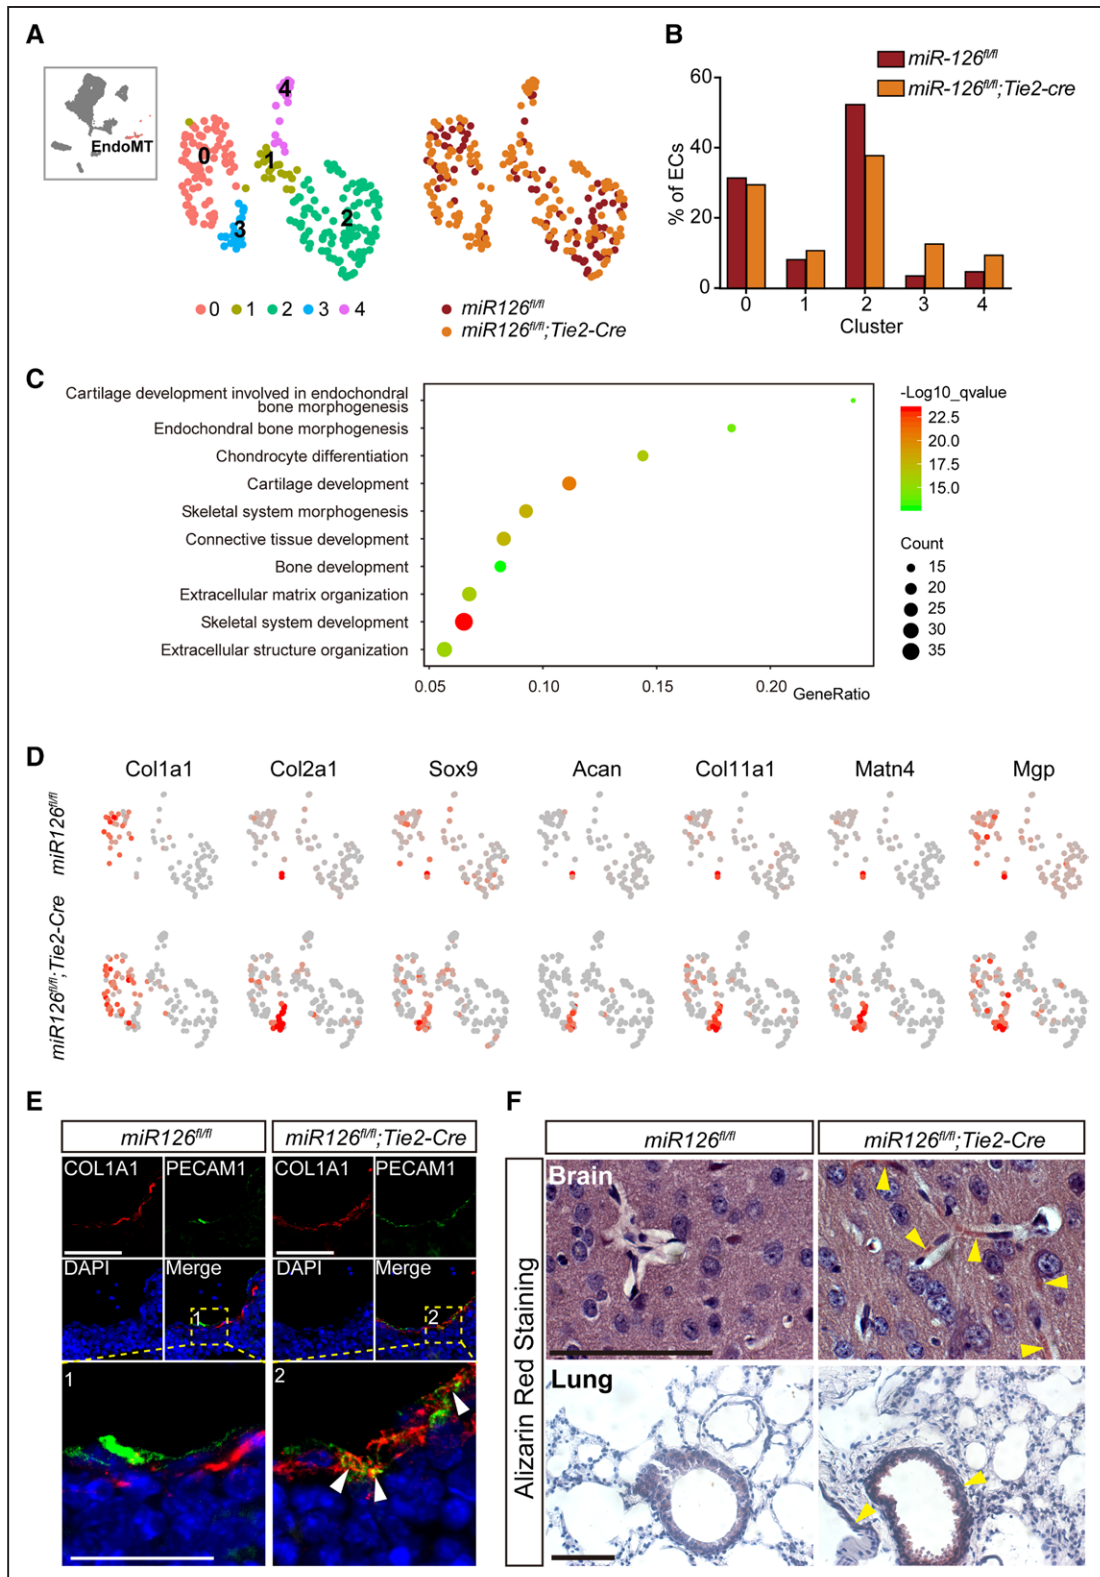 A
EndoMT
0
1
2
3
4
0 1 2 3 4
miR126fl/fl
miR126fl/fl;Tie2-Cre
B
miR-126fl/fl
miR-126fl/fl;Tie2-cre
% of ECs
60
40
20
0
0 1 2 3 4
Cluster
C
Cartilage development involved in endochondral
bone morphogenesis
Endochondral bone morphogenesis
Chondrocyte differentiation
Cartilage development
Skeletal system morphogenesis
Connective tissue development
Bone development
Extracellular matrix organization
Skeletal system development
Extracellular structure organization
0.05 0.10 0.15 0.20
GeneRatio
-Log10_qvalue
22.5
20.0
17.5
15.0
Count
15
20
25
30
35
D
Col1a1 Col2a1 Sox9 Acan Col11a1 Matn4 Mgp
miR126fl/fl
miR126fl/fl;Tie2-Cre
E
miR126fl/fl miR126fl/fl;Tie2-Cre
COL1A1 PECAM1 COL1A1 PECAM1
DAPI Merge DAPI Merge
1 2
1 2
F
miR126fl/fl miR126fl/fl;Tie2-Cre
Alizarin Red Staining
Brain
Lung